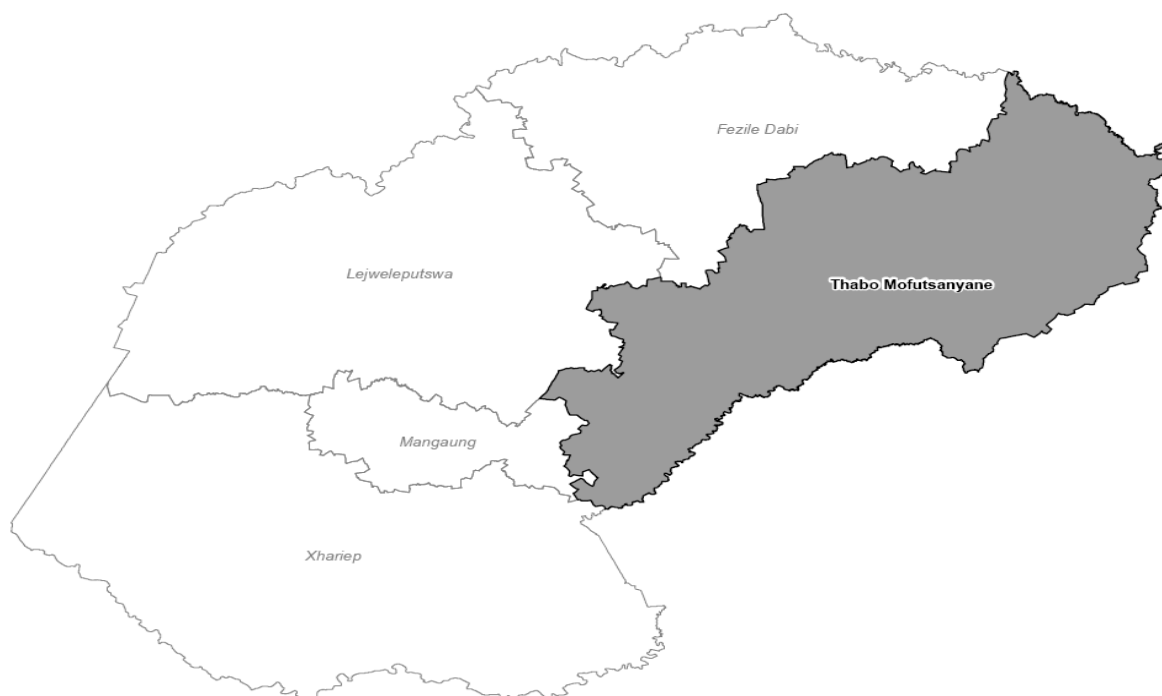 Fezile Dabi
Lejweleputswa
Thabo Mofutsanyane
Mangaung
Xhariep